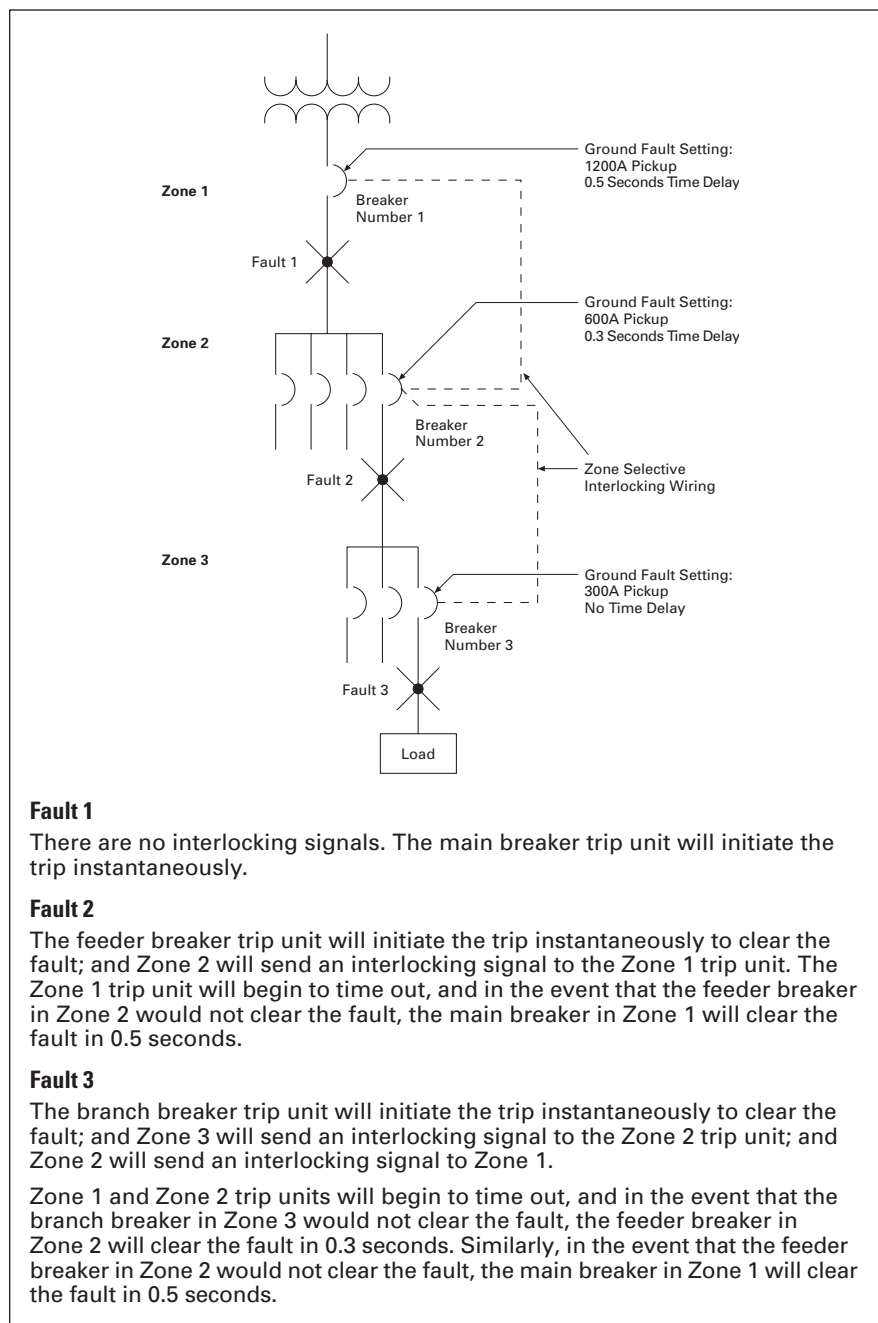 Ground Fault Setting:
1200A Pickup
0.5 Seconds Time Delay
Zone 1
Breaker
Number 1
Fault 1
Ground Fault Setting:
600A Pickup
0.3 Seconds Time Delay
Zone 2
Breaker
Number 2
Fault 2
Zone Selective
Interlocking Wiring
Zone 3
Ground Fault Setting:
300A Pickup
No Time Delay
Breaker
Number 3
Fault 3
Load
Fault 1
There are no interlocking signals. The main breaker trip unit will initiate the
trip instantaneously.
Fault 2
The feeder breaker trip unit will initiate the trip instantaneously to clear the
fault; and Zone 2 will send an interlocking signal to the Zone 1 trip unit. The
Zone 1 trip unit will begin to time out, and in the event that the feeder breaker
in Zone 2 would not clear the fault, the main breaker in Zone 1 will clear the
fault in 0.5 seconds.
Fault 3
The branch breaker trip unit will initiate the trip instantaneously to clear the
fault; and Zone 3 will send an interlocking signal to the Zone 2 trip unit; and
Zone 2 will send an interlocking signal to Zone 1.
Zone 1 and Zone 2 trip units will begin to time out, and in the event that the
branch breaker in Zone 3 would not clear the fault, the feeder breaker in
Zone 2 will clear the fault in 0.3 seconds. Similarly, in the event that the feeder
breaker in Zone 2 would not clear the fault, the main breaker in Zone 1 will clear
the fault in 0.5 seconds.